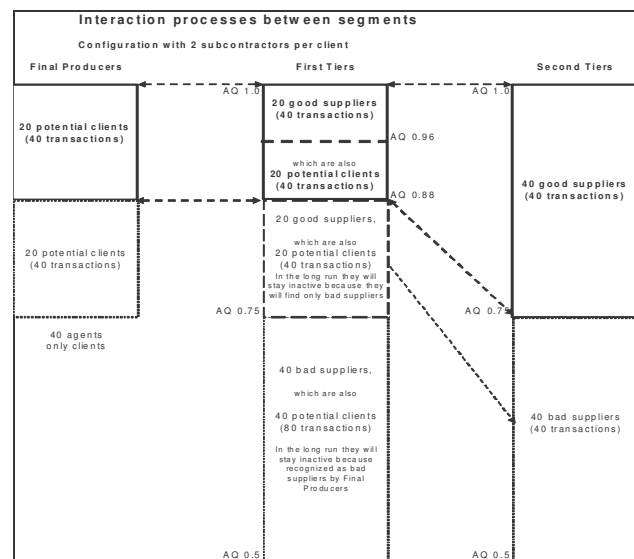 Interaction processes between segments
Configuration with 2 subcontractors per client
Final Producers
First Tiers
Second Tiers
AQ 1.0
AQ 1.0
20 potential clients
(40 transactions)
20 good suppliers
(40 transactions)
AQ 0.96
which are also
20 potential clients
(40 transactions)
AQ 0.88
40 good suppliers
(40 transactions)
20 potential clients
(40 transactions)
20 good suppliers,
which are also
20 potential clients
(40 transactions)
In the long run they will
stay inactive because they
will find only bad suppliers
AQ 0.75
AQ 0.75
40 agents
only clients
40 bad suppliers,
which are also
40 potential clients
(80 transactions)
In the long run they will
stay inactive because
recognized as bad
suppliers by Final
Producers
40 bad suppliers
(40 transactions)
AQ 0.5
AQ 0.5